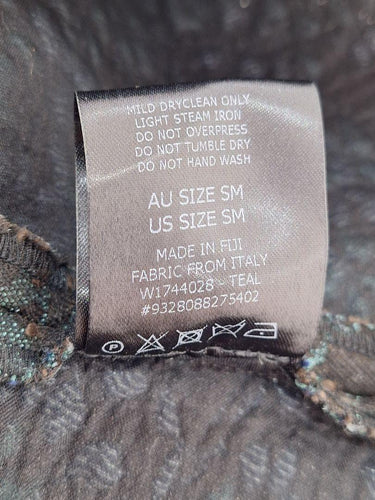 MILD DRYCLEAN ONLY
LIGHT STEAM IRON
DO NOT OVERPRESS
DO NOT TUMBLE DRY
DO NOT HAND WASH
AU SIZE SM
US SIZE SM
MADE IN FIJI
FABRIC FROM ITALY
W1744028 - TEAL
#9328088275402
P